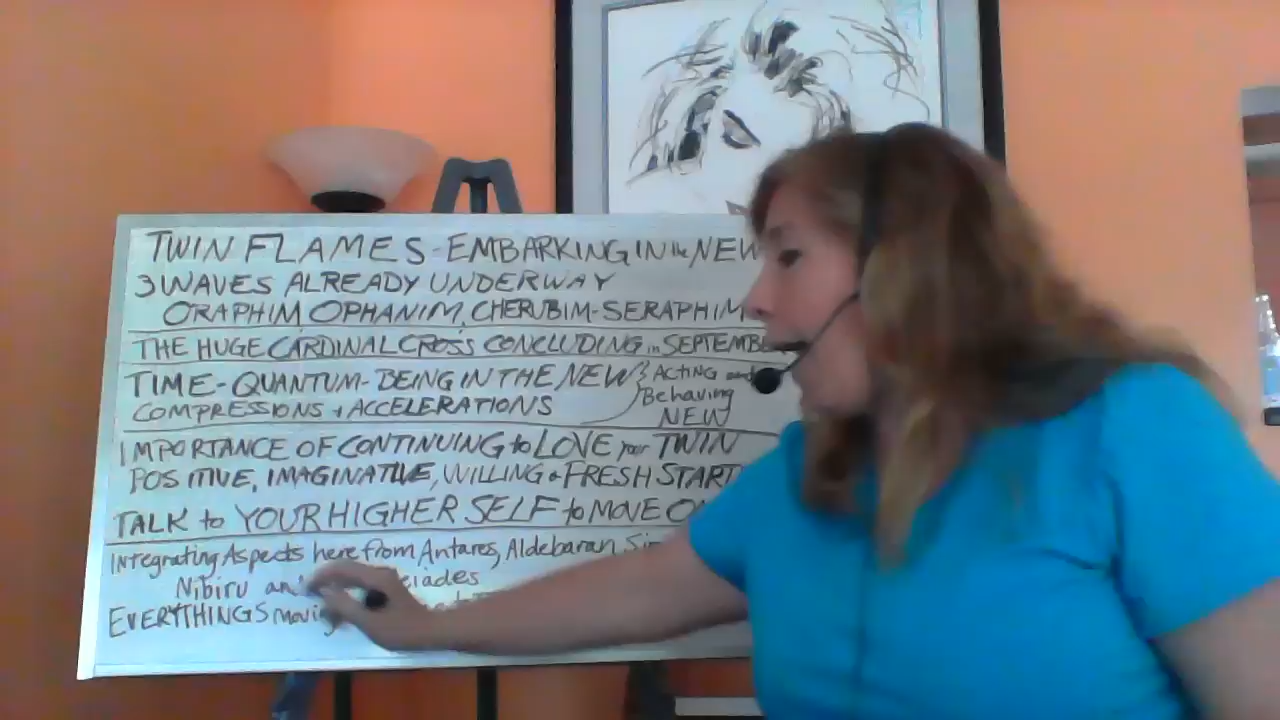 TWIN FLAMES - EMBARKING IN the NEW
3 WAVES ALREADY UNDERWAY
ORAPHIM OPHANIM, CHERUBIM-SERAPHIM
THE HUGE CARDINAL CROSS CONCLUDING in SEPTEMBE
TIME-QUANTUM-BEING IN THE NEW } ACTING and
COMPRESSIONS + ACCELERATIONS
Behaving
NEW
IMPORTANCE OF CONTINUING to LOVE your TWIN
POSITIVE, IMAGINATIVE, WILLING & FRESH START
TALK to YOUR HIGHER SELF to MOVE
Integrating Aspects here from Antares, Aldebaran
Nibiru
EVERYTHINGS